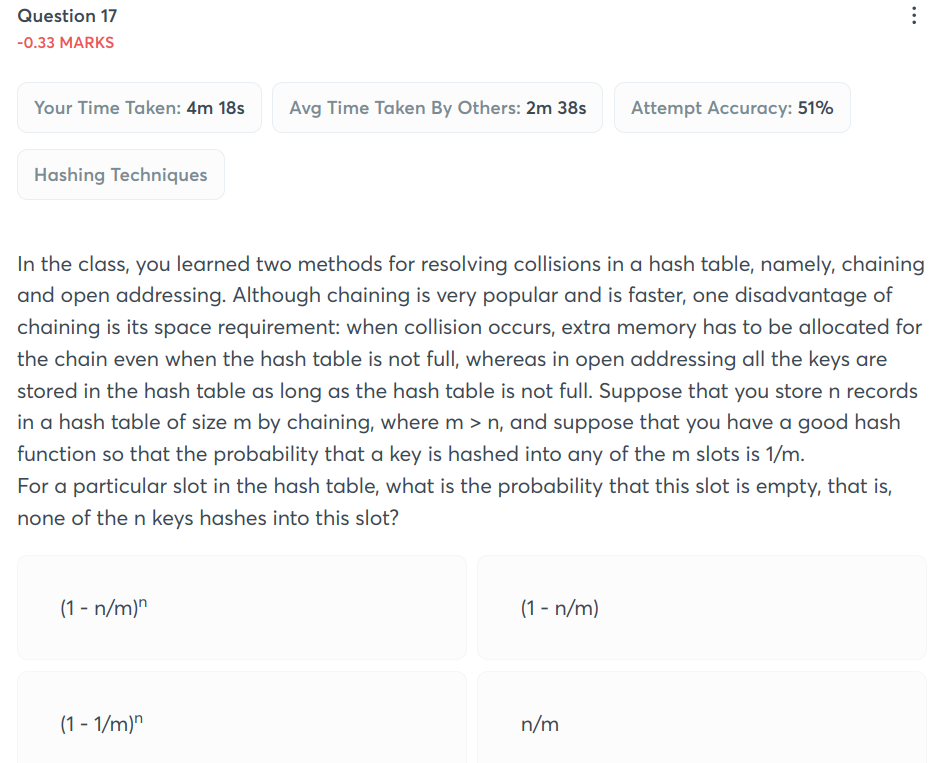 Question 17
-0.33 MARKS
Your Time Taken: 4m 18s
Avg Time Taken By Others: 2m 38s
Attempt Accuracy: 51%
Hashing Techniques
In the class, you learned two methods for resolving collisions in a hash table, namely, chaining
and open addressing. Although chaining is very popular and is faster, one disadvantage of
chaining is its space requirement: when collision occurs, extra memory has to be allocated for
the chain even when the hash table is not full, whereas in open addressing all the keys are
stored in the hash table as long as the hash table is not full. Suppose that you store n records
in a hash table of size m by chaining, where m > n, and suppose that you have a good hash
function so that the probability that a key is hashed into any of the m slots is 1/m.
For a particular slot in the hash table, what is the probability that this slot is empty, that is,
none of the n keys hashes into this slot?
(1 - n/m)ⁿ
(1 - n/m)
(1 - 1/m)ⁿ
n/m